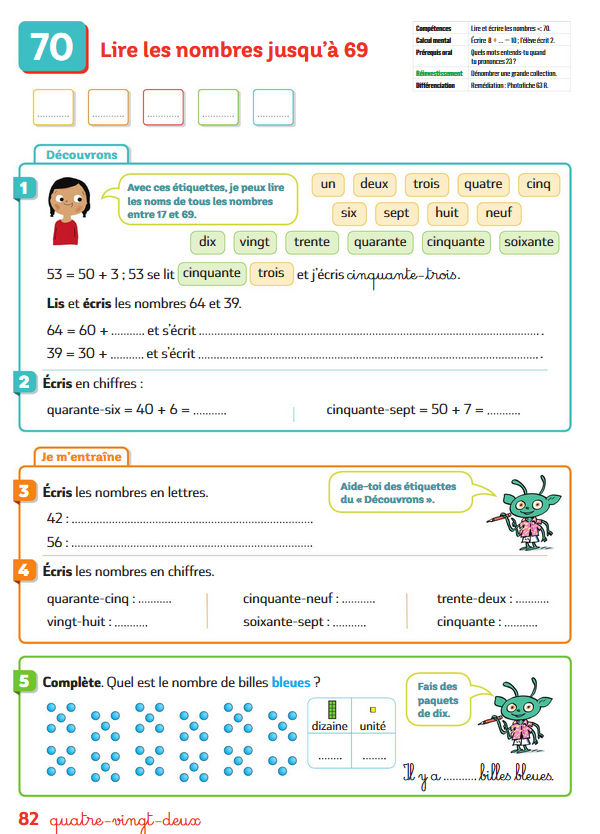 70 Lire les nombres jusqu'à 69
Compétences Lire et écrire les nombres < 70.
Calcul mental Écrire 8 + ... = 10 ; l'élève écrit 2.
Prérequis oral Quels mots entends-tu quand
tu prononces 23 ?
Réinvestissement Dénombrer une grande collection.
Différenciation Remédiation : Photofiche 63 R.
Découvrons
1
Avec ces étiquettes, je peux lire
les noms de tous les nombres
entre 17 et 69.
un deux trois quatre cinq
six sept huit neuf
dix vingt trente quarante cinquante soixante
53 = 50 + 3 ; 53 se lit cinquante trois et j'écris cinquante-trois.
Lis et écris les nombres 64 et 39.
64 = 60 + .......... et s'écrit .......... .
39 = 30 + .......... et s'écrit .......... .
2 Écris en chiffres :
quarante-six = 40 + 6 = ..........
cinquante-sept = 50 + 7 = ..........
Je m'entraîne
3 Écris les nombres en lettres.
Aide-toi des étiquettes
du « Découvrons ».
42 : ..........
56 : ..........
4 Écris les nombres en chiffres.
quarante-cinq : .......... cinquante-neuf : .......... trente-deux : ..........
vingt-huit : .......... soixante-sept : .......... cinquante : ..........
5 Complète. Quel est le nombre de billes bleues ?
dizaine unité
........ ........
Fais des
paquets
de dix.
Il y a .......... billes bleues.
82 quatre-vingt-deux